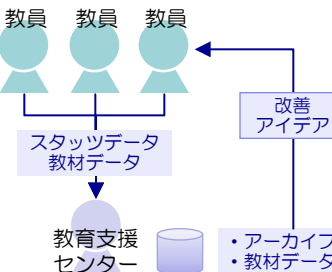 教員 教員 教員
改善
アイデア
スタッツデータ
教材データ
教育支援
センター
・アーカイブ
・教材データ